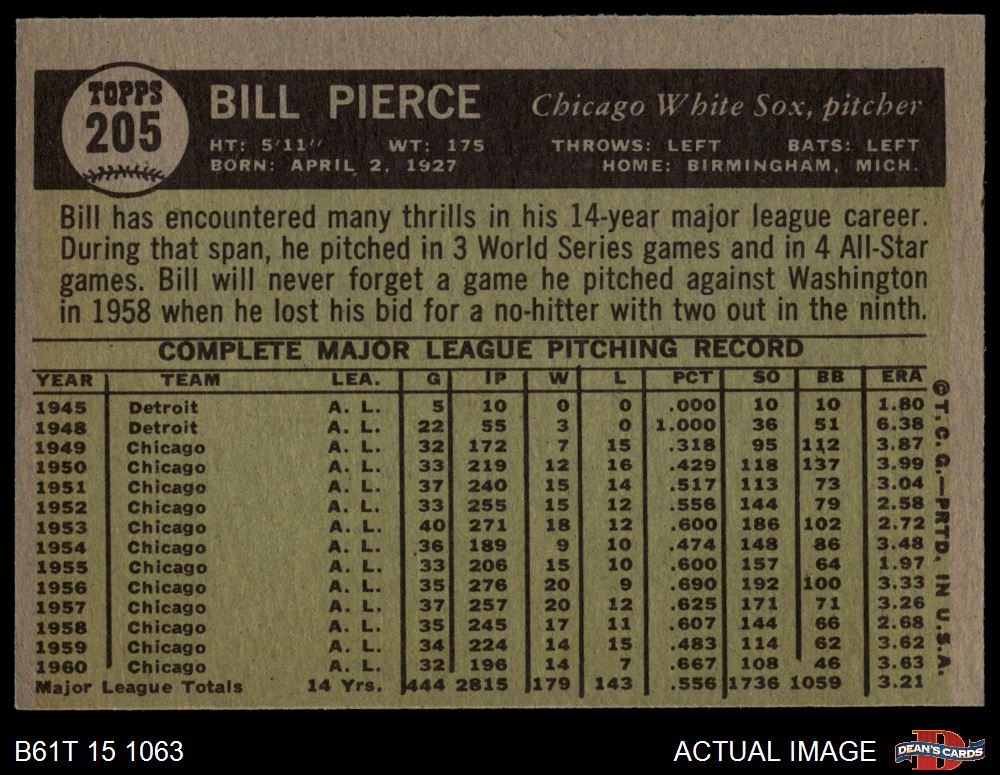 TOPPS
205
BILL PIERCE Chicago White Sox, pitcher
HT: 5'11" WT: 175 THROWS: LEFT BATS: LEFT
BORN: APRIL 2, 1927 HOME: BIRMINGHAM, MICH.
Bill has encountered many thrills in his 14-year major league career.
During that span, he pitched in 3 World Series games and in 4 All-Star
games. Bill will never forget a game he pitched against Washington
in 1958 when he lost his bid for a no-hitter with two out in the ninth.
COMPLETE MAJOR LEAGUE PITCHING RECORD
YEAR TEAM LEA. G IP W L PCT SO BB ERA
1945 Detroit A. L. 5 10 0 0 .000 10 10 1.80
1948 Detroit A. L. 22 55 3 0 1.000 36 51 6.38
1949 Chicago A. L. 32 172 7 15 .318 95 112 3.87
1950 Chicago A. L. 33 219 12 16 .429 118 137 3.99
1951 Chicago A. L. 37 240 15 14 .517 113 73 3.04
1952 Chicago A. L. 33 255 15 12 .556 144 79 2.58
1953 Chicago A. L. 40 271 18 12 .600 186 102 2.72
1954 Chicago A. L. 36 189 9 10 .474 148 86 3.48
1955 Chicago A. L. 33 206 15 10 .600 157 64 1.97
1956 Chicago A. L. 35 276 20 9 .690 192 100 3.33
1957 Chicago A. L. 37 257 20 12 .625 171 71 3.26
1958 Chicago A. L. 35 245 17 11 .607 144 66 2.68
1959 Chicago A. L. 34 224 14 15 .483 114 62 3.62
1960 Chicago A. L. 32 196 14 7 .667 108 46 3.63
Major League Totals 14 Yrs. 444 2815 179 143 .556 1736 1059 3.21
© T. C. G.—PRTD. IN U.S.A.
B61T 15 1063 ACTUAL IMAGE DEAN'S CARDS